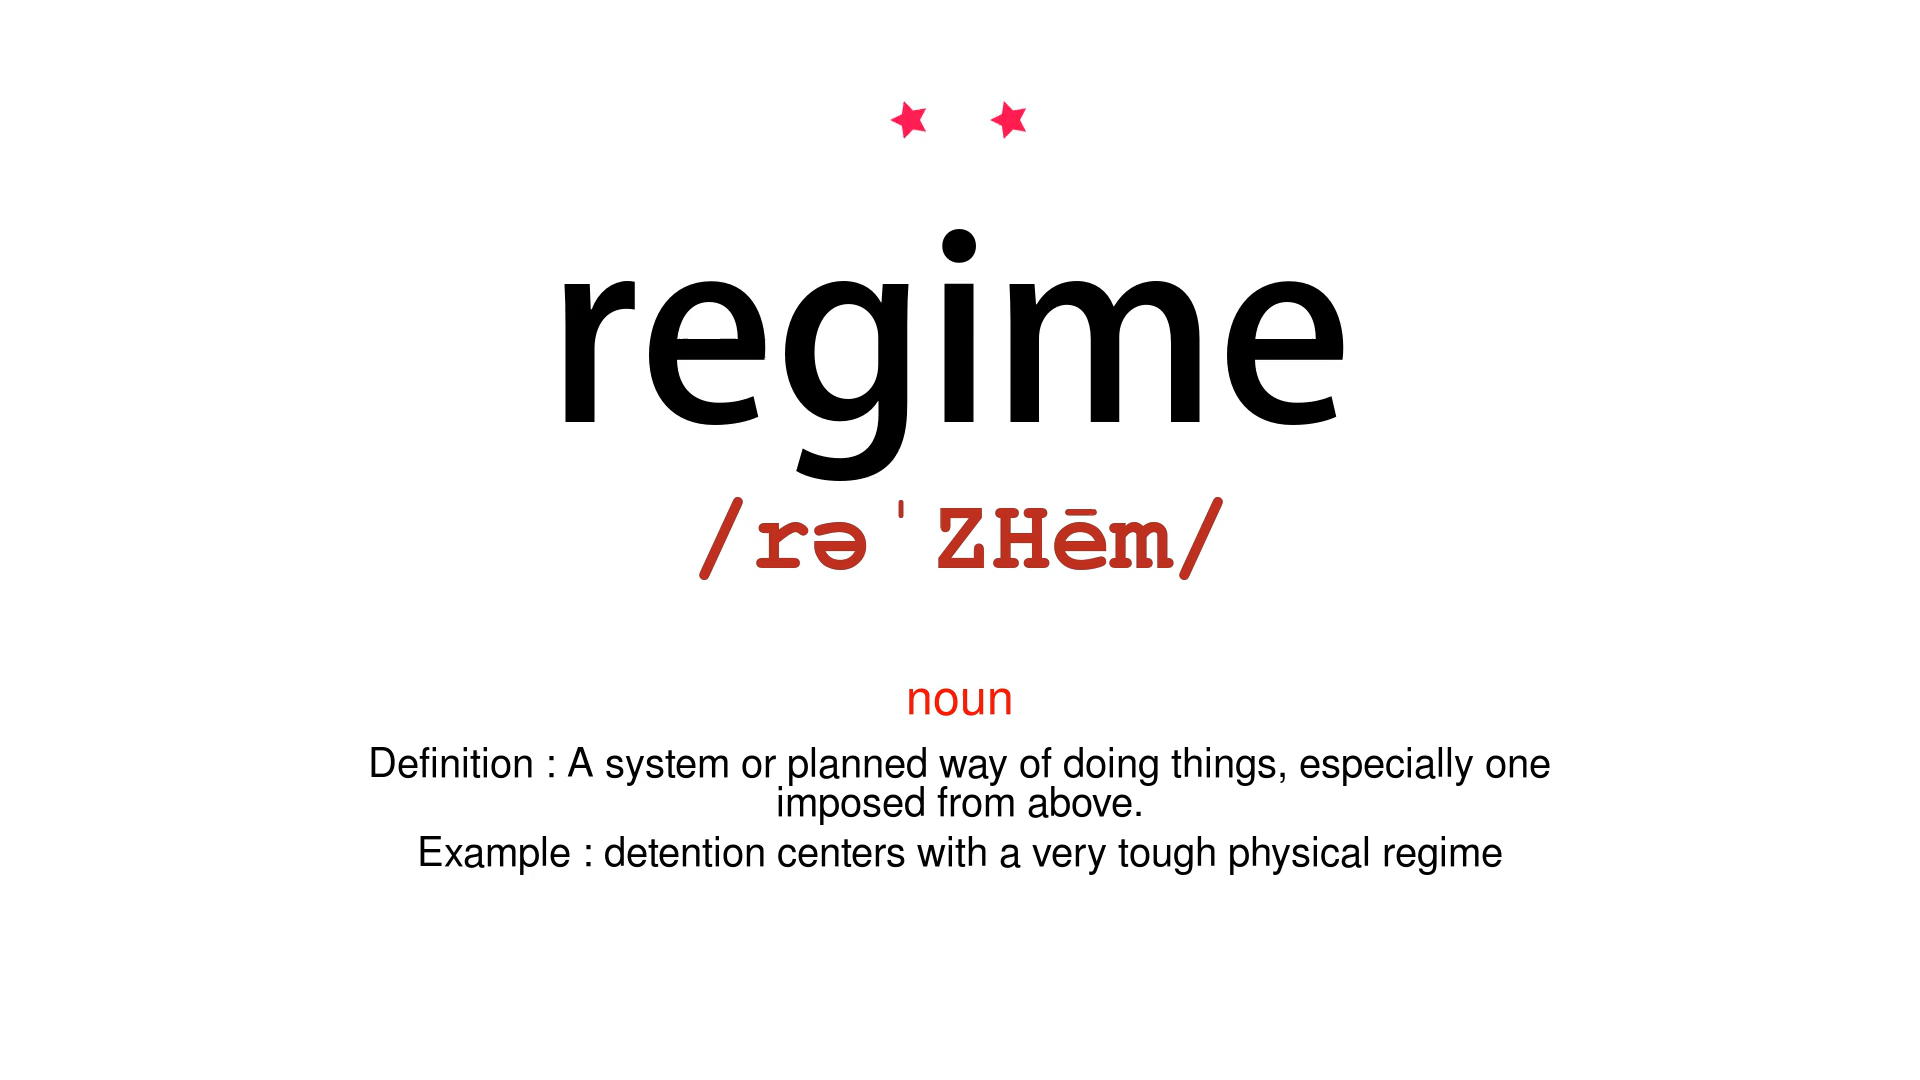 regime
/rəˈZHēm/
noun
Definition : A system or planned way of doing things, especially one
imposed from above.
Example : detention centers with a very tough physical regime